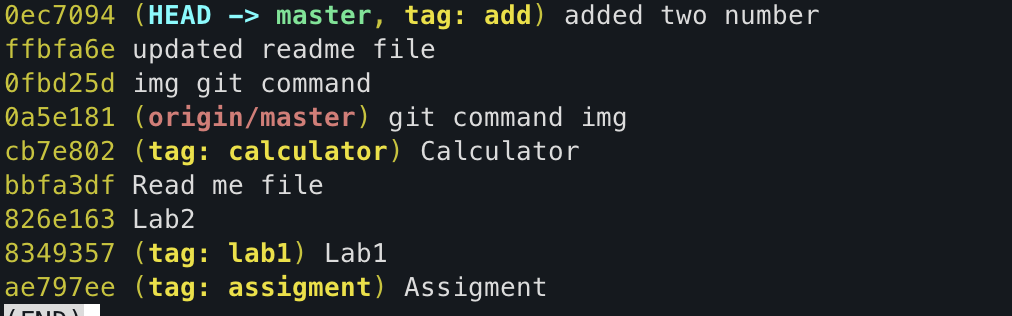 0ec7094 (HEAD -> master, tag: add) added two number
ffbfa6e updated readme file
0fbd25d img git command
0a5e181 (origin/master) git command img
cb7e802 (tag: calculator) Calculator
bbfa3df Read me file
826e163 Lab2
8349357 (tag: lab1) Lab1
ae797ee (tag: assigment) Assigment
(END)